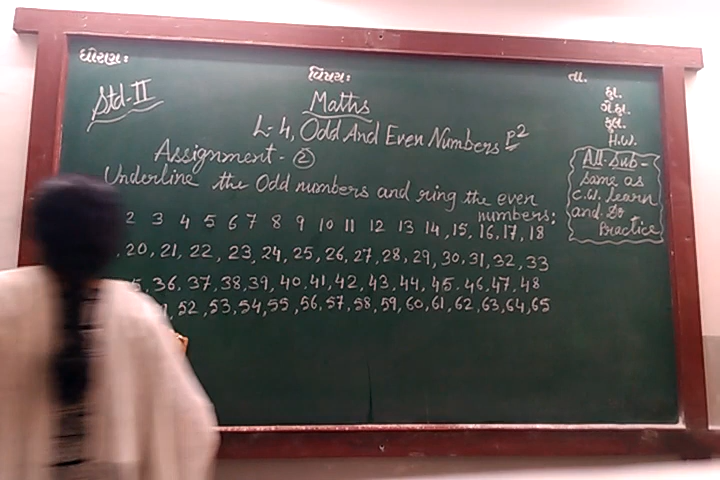 ધોરણઃ વિષયઃ તા.
Std-II
Maths
હા.
ગે.હા.
કુલ.
H.W.
L-4, Odd And Even Numbers P2
Assignment - ②
Underline the Odd numbers and ring the even
numbers:
2 3 4 5 6 7 8 9 10 11 12 13 14, 15, 16, 17, 18
, 20, 21, 22, 23, 24, 25, 26, 27, 28, 29, 30, 31, 32, 33
5, 36, 37, 38, 39, 40, 41, 42, 43, 44, 45, 46, 47, 48
, 52, 53, 54, 55, 56, 57, 58, 59, 60, 61, 62, 63, 64, 65
All-Sub-
Same as
C.W. Learn
and Do
Practice